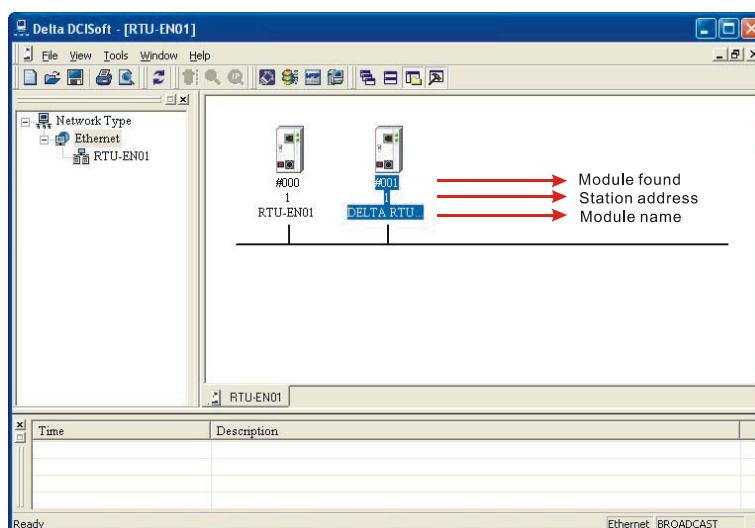 Delta DCISoft - [RTU-EN01]
File View Tools Window Help
Network Type
Ethernet
RTU-EN01
#000
1
RTU-EN01
#001
1
DELTA RTU...
Module found
Station address
Module name
RTU-EN01
Time Description
Ready Ethernet BROADCAST